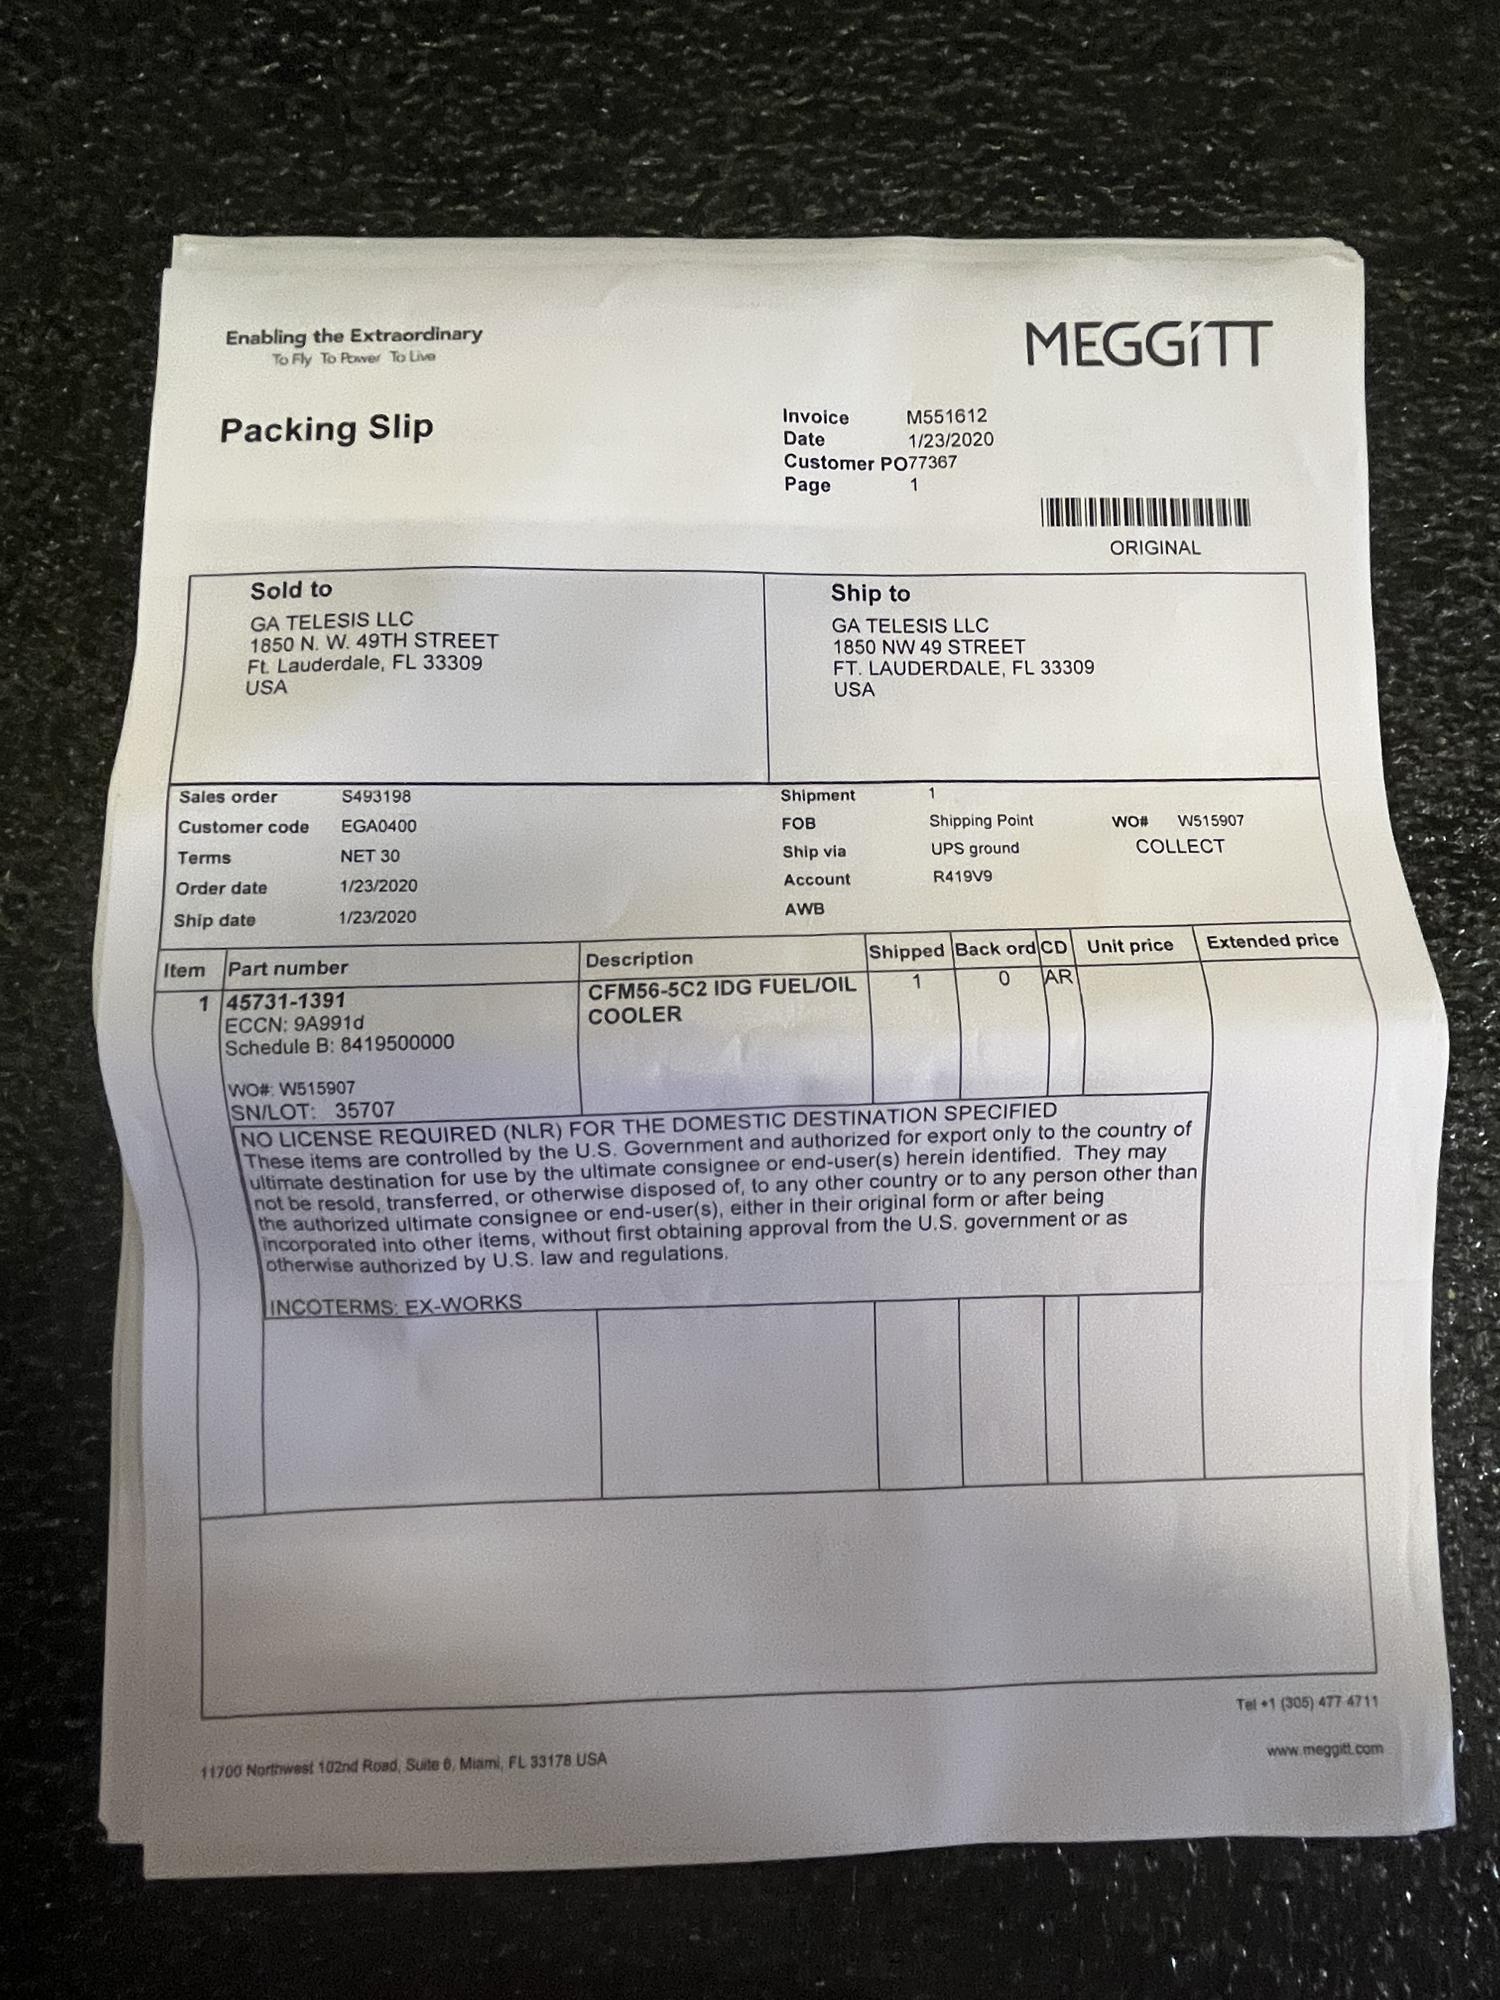 Enabling the Extraordinary
To Fly To Power To Live
MEGGiTT
Packing Slip
Invoice M551612
Date 1/23/2020
Customer PO77367
Page 1
ORIGINAL
Sold to
GA TELESIS LLC
1850 N. W. 49TH STREET
Ft. Lauderdale, FL 33309
USA
Ship to
GA TELESIS LLC
1850 NW 49 STREET
FT. LAUDERDALE, FL 33309
USA
Sales order S493198
Customer code EGA0400
Terms NET 30
Order date 1/23/2020
Ship date 1/23/2020
Shipment 1
FOB Shipping Point WO# W515907
Ship via UPS ground COLLECT
Account R419V9
AWB
Item Part number Description Shipped Back ord CD Unit price Extended price
1 45731-1391 CFM56-5C2 IDG FUEL/OIL 1 0 AR
COOLER
ECCN: 9A991d
Schedule B: 8419500000
WO#: W515907
SN/LOT: 35707
NO LICENSE REQUIRED (NLR) FOR THE DOMESTIC DESTINATION SPECIFIED
These items are controlled by the U.S. Government and authorized for export only to the country of
ultimate destination for use by the ultimate consignee or end-user(s) herein identified. They may
not be resold, transferred, or otherwise disposed of, to any other country or to any person other than
the authorized ultimate consignee or end-user(s), either in their original form or after being
incorporated into other items, without first obtaining approval from the U.S. government or as
otherwise authorized by U.S. law and regulations.
INCOTERMS: EX-WORKS
Tel +1 (305) 477 4711
11700 Northwest 102nd Road, Suite 6, Miami, FL 33178 USA
www.meggitt.com